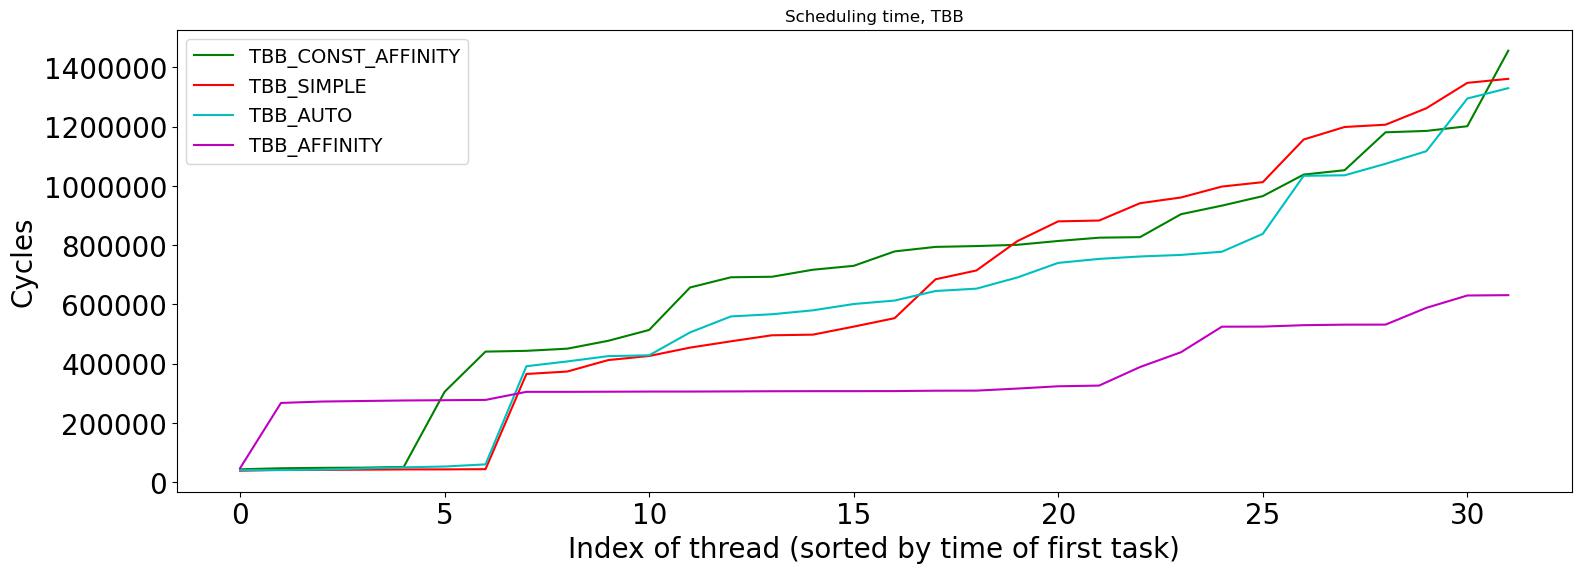 Scheduling time, TBB
TBB_CONST_AFFINITY
TBB_SIMPLE
TBB_AUTO
TBB_AFFINITY
Cycles
1400000
1200000
1000000
800000
600000
400000
200000
0
0 5 10 15 20 25 30
Index of thread (sorted by time of first task)